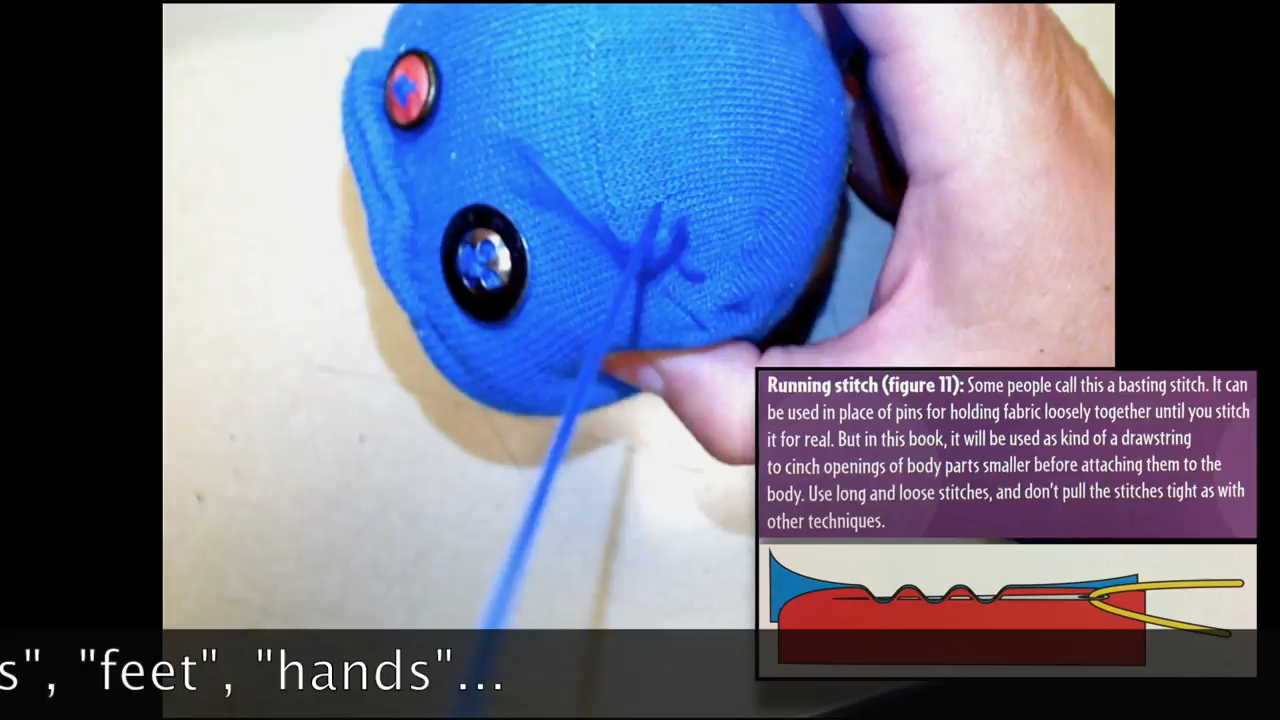 Running stitch (figure 11): Some people call this a basting stitch. It can
be used in place of pins for holding fabric loosely together until you stitch
it for real. But in this book, it will be used as kind of a drawstring
to cinch openings of body parts smaller before attaching them to the
body. Use long and loose stitches, and don't pull the stitches tight as with
other techniques.
s", "feet", "hands"...